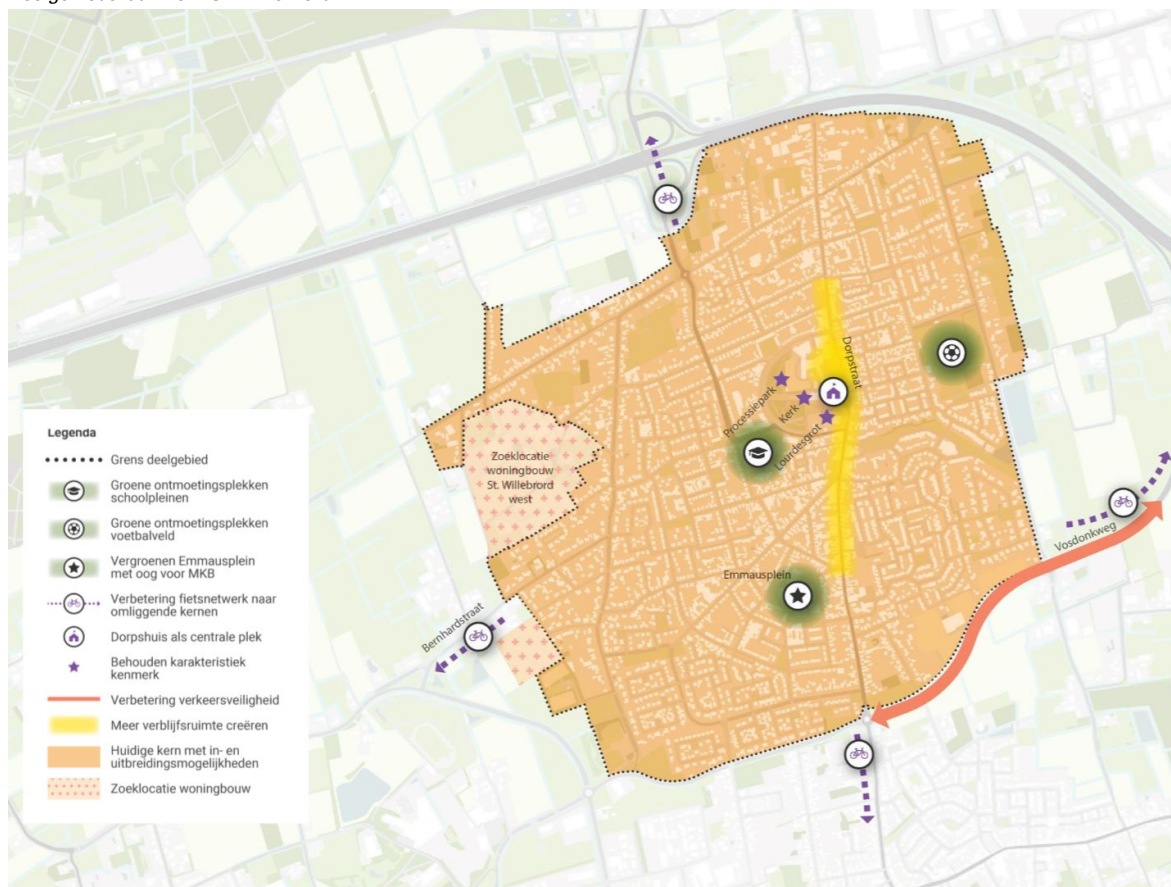 Dorpstraat
Processiepark
Kerk
Lourdesgrot
Zoeklocatie
woningbouw
St. Willebrord
west
Vosdonkweg
Emmausplein
Bernhardstraat
Legenda
Grens deelgebied
Groene ontmoetingsplekken
schoolpleinen
Groene ontmoetingsplekken
voetbalveld
Vergroenen Emmausplein
met oog voor MKB
Verbetering fietsnetwerk naar
omliggende kernen
Dorpshuis als centrale plek
Behouden karakteristiek
kenmerk
Verbetering verkeersveiligheid
Meer verblijfsruimte creëren
Huidige kern met in- en
uitbreidingsmogelijkheden
Zoeklocatie woningbouw